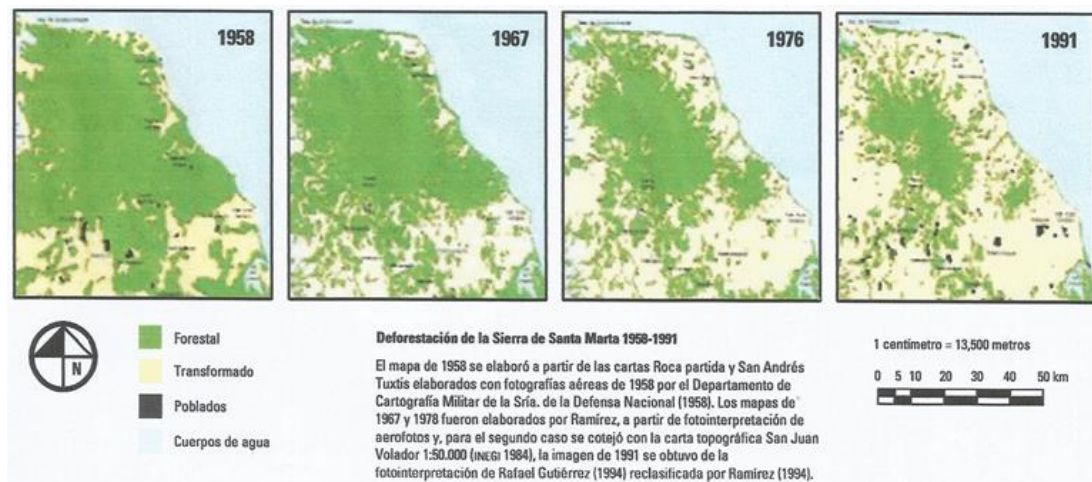 1958
1967
1976
1991
N
Forestal
Transformado
Poblados
Cuerpos de agua
Deforestación de la Sierra de Santa Marta 1958-1991
El mapa de 1958 se elaboró a partir de las cartas Roca partida y San Andrés
Tuxtis elaborados con fotografías aéreas de 1958 por el Departamento de
Cartografía Militar de la Sría. de la Defensa Nacional (1958). Los mapas de
1967 y 1978 fueron elaborados por Ramírez, a partir de fotointerpretación de
aerofotos y, para el segundo caso se cotejó con la carta topográfica San Juan
Volador 1:50.000 (INEGI 1984), la imagen de 1991 se obtuvo de la
fotointerpretación de Rafael Gutiérrez (1994) reclasificada por Ramírez (1994).
1 centímetro = 13,500 metros
0 5 10 20 30 40 50 km